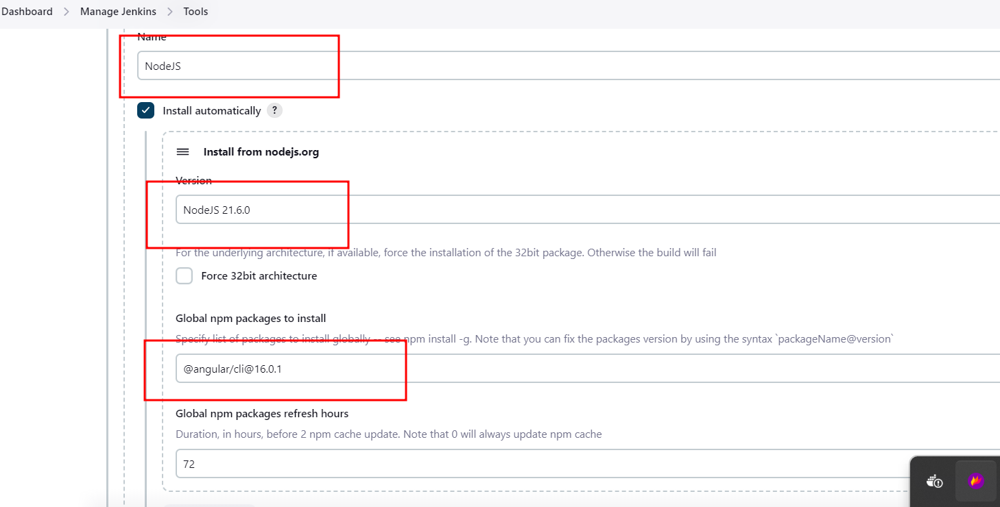 Dashboard > Manage Jenkins > Tools
Name
NodeJS
Install automatically ?
Install from nodejs.org
Version
NodeJS 21.6.0
For the underlying architecture, if available, force the installation of the 32bit package. Otherwise the build will fail
Force 32bit architecture
Global npm packages to install
Specify list of packages to install globally -- see npm install -g. Note that you can fix the packages version by using the syntax `packageName@version`
@angular/cli@16.0.1
Global npm packages refresh hours
Duration, in hours, before 2 npm cache update. Note that 0 will always update npm cache
72